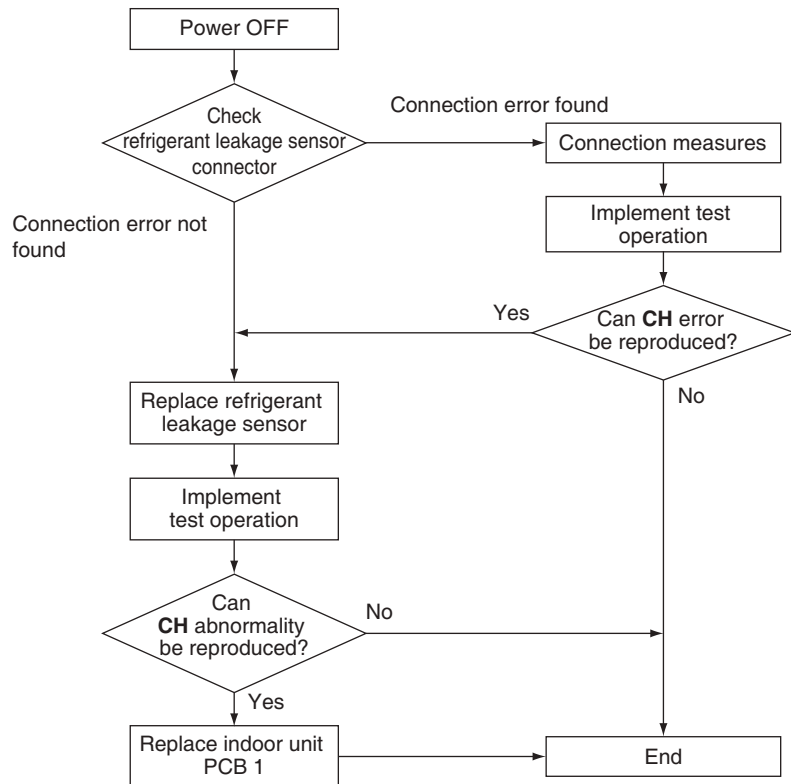 Power OFF
Check
refrigerant leakage sensor
connector
Connection error found
Connection measures
Connection error not
found
Implement test
operation
Yes
Can CH error
be reproduced?
No
Replace refrigerant
leakage sensor
Implement
test operation
Can
CH abnormality
be reproduced?
No
Yes
Replace indoor unit
PCB 1
End